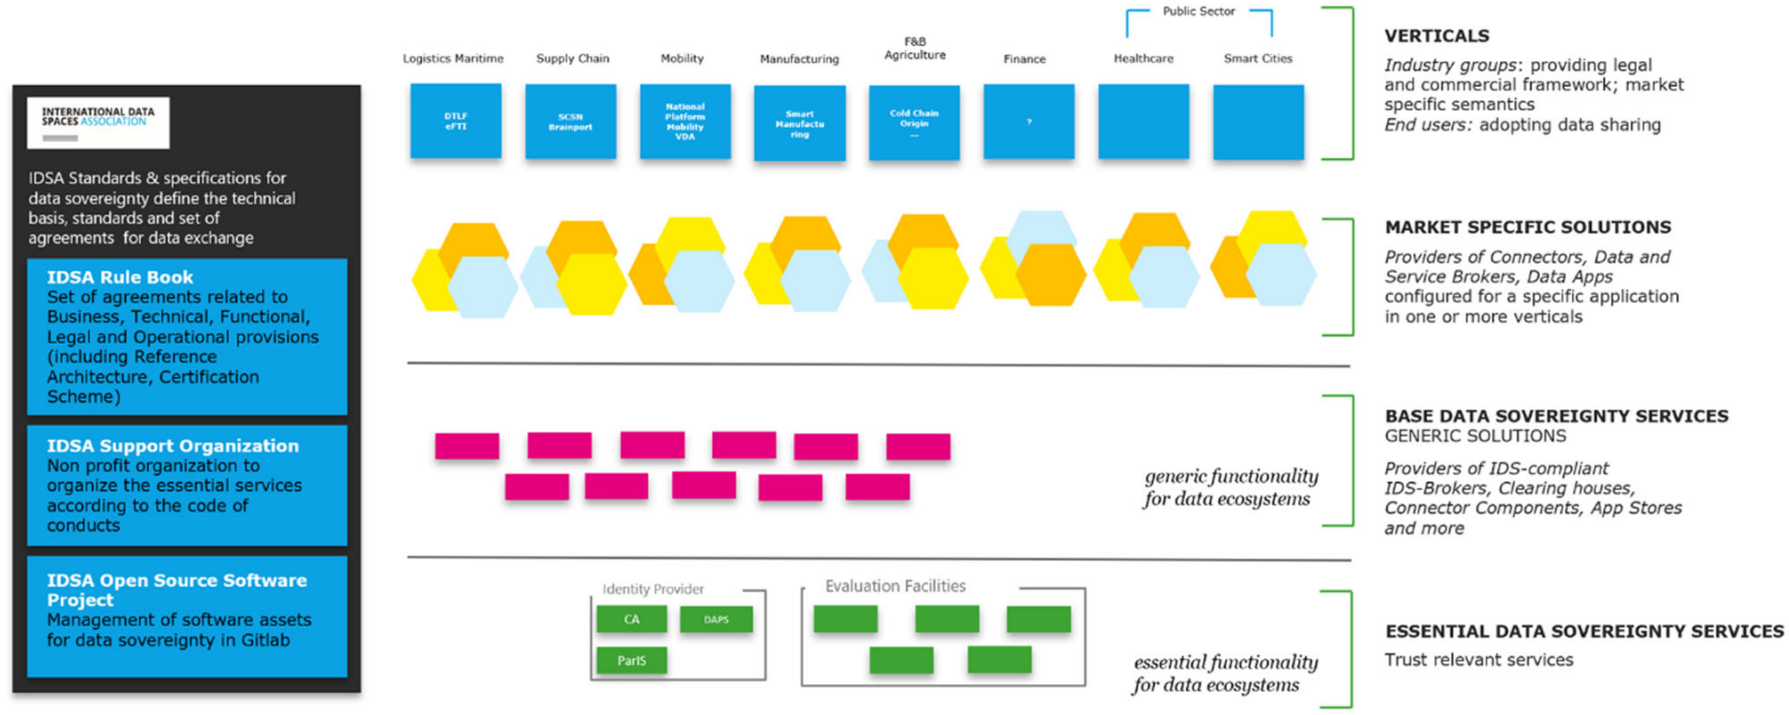 INTERNATIONAL DATA
SPACES ASSOCIATION
IDSA Standards & specifications for
data sovereignty define the technical
basis, standards and set of
agreements for data exchange
IDSA Rule Book
Set of agreements related to
Business, Technical, Functional,
Legal and Operational provisions
(including Reference
Architecture, Certification
Scheme)
IDSA Support Organization
Non profit organization to
organize the essential services
according to the code of
conducts
IDSA Open Source Software
Project
Management of software assets
for data sovereignty in Gitlab
Public Sector
Logistics Maritime
Supply Chain
Mobility
Manufacturing
F&B
Agriculture
Finance
Healthcare
Smart Cities
DTLF
eFTI
SCSN
Brainport
National
Platform
Mobility
VDA
Smart
Manufactu
ring
Cold Chain
Origin
...
?
VERTICALS
Industry groups: providing legal
and commercial framework; market
specific semantics
End users: adopting data sharing
MARKET SPECIFIC SOLUTIONS
Providers of Connectors, Data and
Service Brokers, Data Apps
configured for a specific application
in one or more verticals
generic functionality
for data ecosystems
BASE DATA SOVEREIGNTY SERVICES
GENERIC SOLUTIONS
Providers of IDS-compliant
IDS-Brokers, Clearing houses,
Connector Components, App Stores
and more
Identity Provider
CA
DAPS
ParIS
Evaluation Facilities
essential functionality
for data ecosystems
ESSENTIAL DATA SOVEREIGNTY SERVICES
Trust relevant services